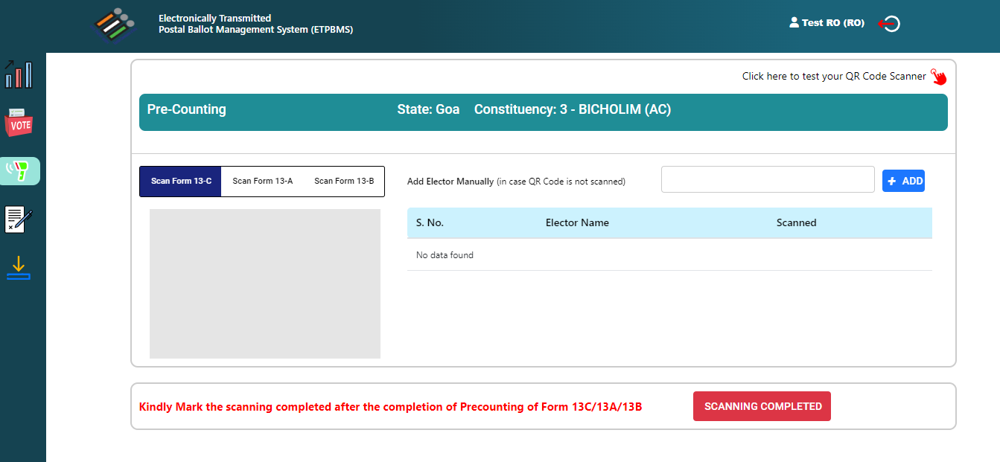 Electronically Transmitted
Postal Ballot Management System (ETPBMS)
Test RO (RO)
VOTE
Click here to test your QR Code Scanner
Pre-Counting State: Goa Constituency: 3 - BICHOLIM (AC)
Scan Form 13-C Scan Form 13-A Scan Form 13-B
Add Elector Manually (in case QR Code is not scanned)
+ ADD
S. No. Elector Name Scanned
No data found
Kindly Mark the scanning completed after the completion of Precounting of Form 13C/13A/13B
SCANNING COMPLETED